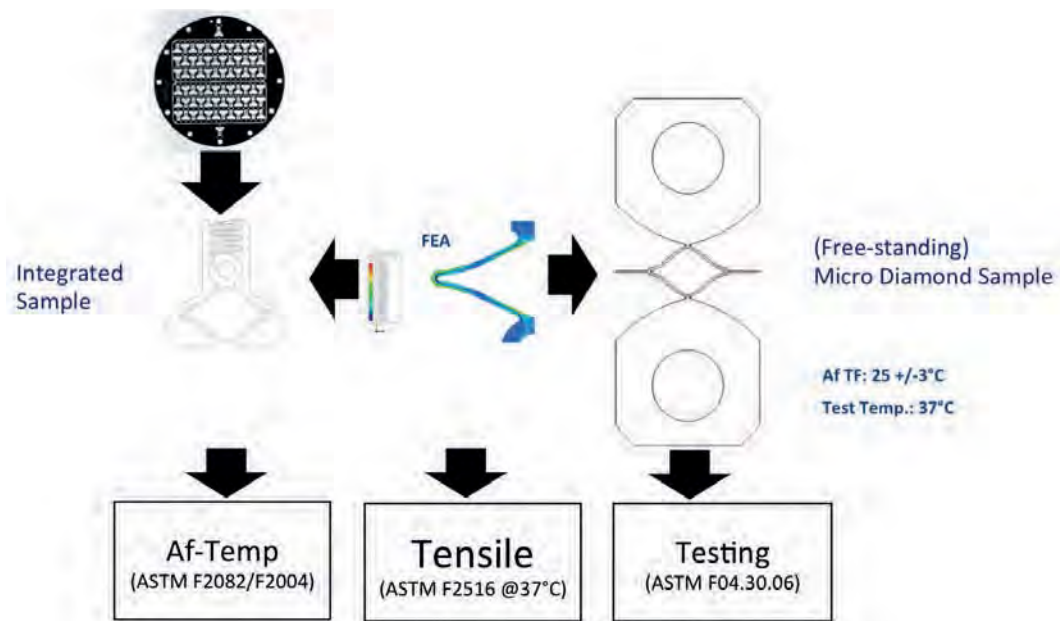 FEA
Integrated
Sample
(Free-standing)
Micro Diamond Sample
Af TF: 25 +/-3°C
Test Temp.: 37°C
Af-Temp
(ASTM F2082/F2004)
Tensile
(ASTM F2516 @37°C)
Testing
(ASTM F04.30.06)